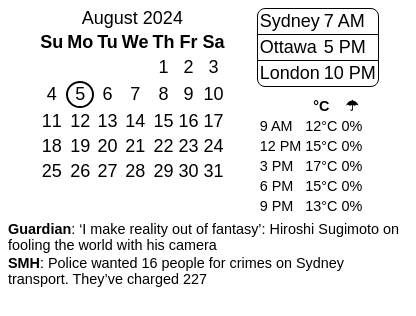 August 2024
Su Mo Tu We Th Fr Sa
1 2 3
4 5 6 7 8 9 10
11 12 13 14 15 16 17
18 19 20 21 22 23 24
25 26 27 28 29 30 31
Sydney 7 AM
Ottawa 5 PM
London 10 PM
°C ☂
9 AM 12°C 0%
12 PM 15°C 0%
3 PM 17°C 0%
6 PM 15°C 0%
9 PM 13°C 0%
Guardian: ‘I make reality out of fantasy’: Hiroshi Sugimoto on
fooling the world with his camera
SMH: Police wanted 16 people for crimes on Sydney
transport. They’ve charged 227